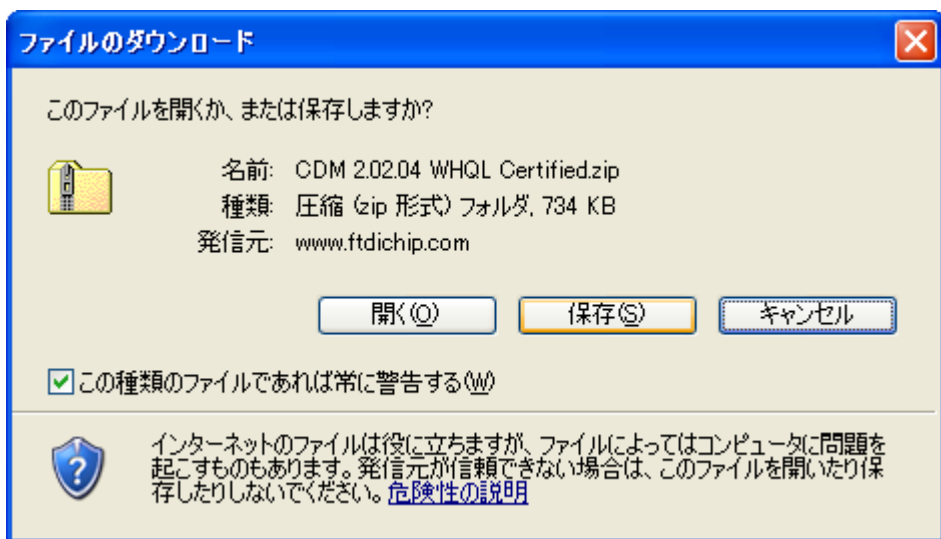 ファイルのダウンロード
このファイルを開くか、または保存しますか?
名前: CDM 2.02.04 WHQL Certified.zip
種類: 圧縮 (zip 形式) フォルダ, 734 KB
発信元: www.ftdichip.com
開く(O) 保存(S) キャンセル
この種類のファイルであれば常に警告する(W)
インターネットのファイルは役に立ちますが、ファイルによってはコンピュータに問題を
起こすものもあります。発信元が信頼できない場合は、このファイルを開いたり保
存したりしないでください。危険性の説明